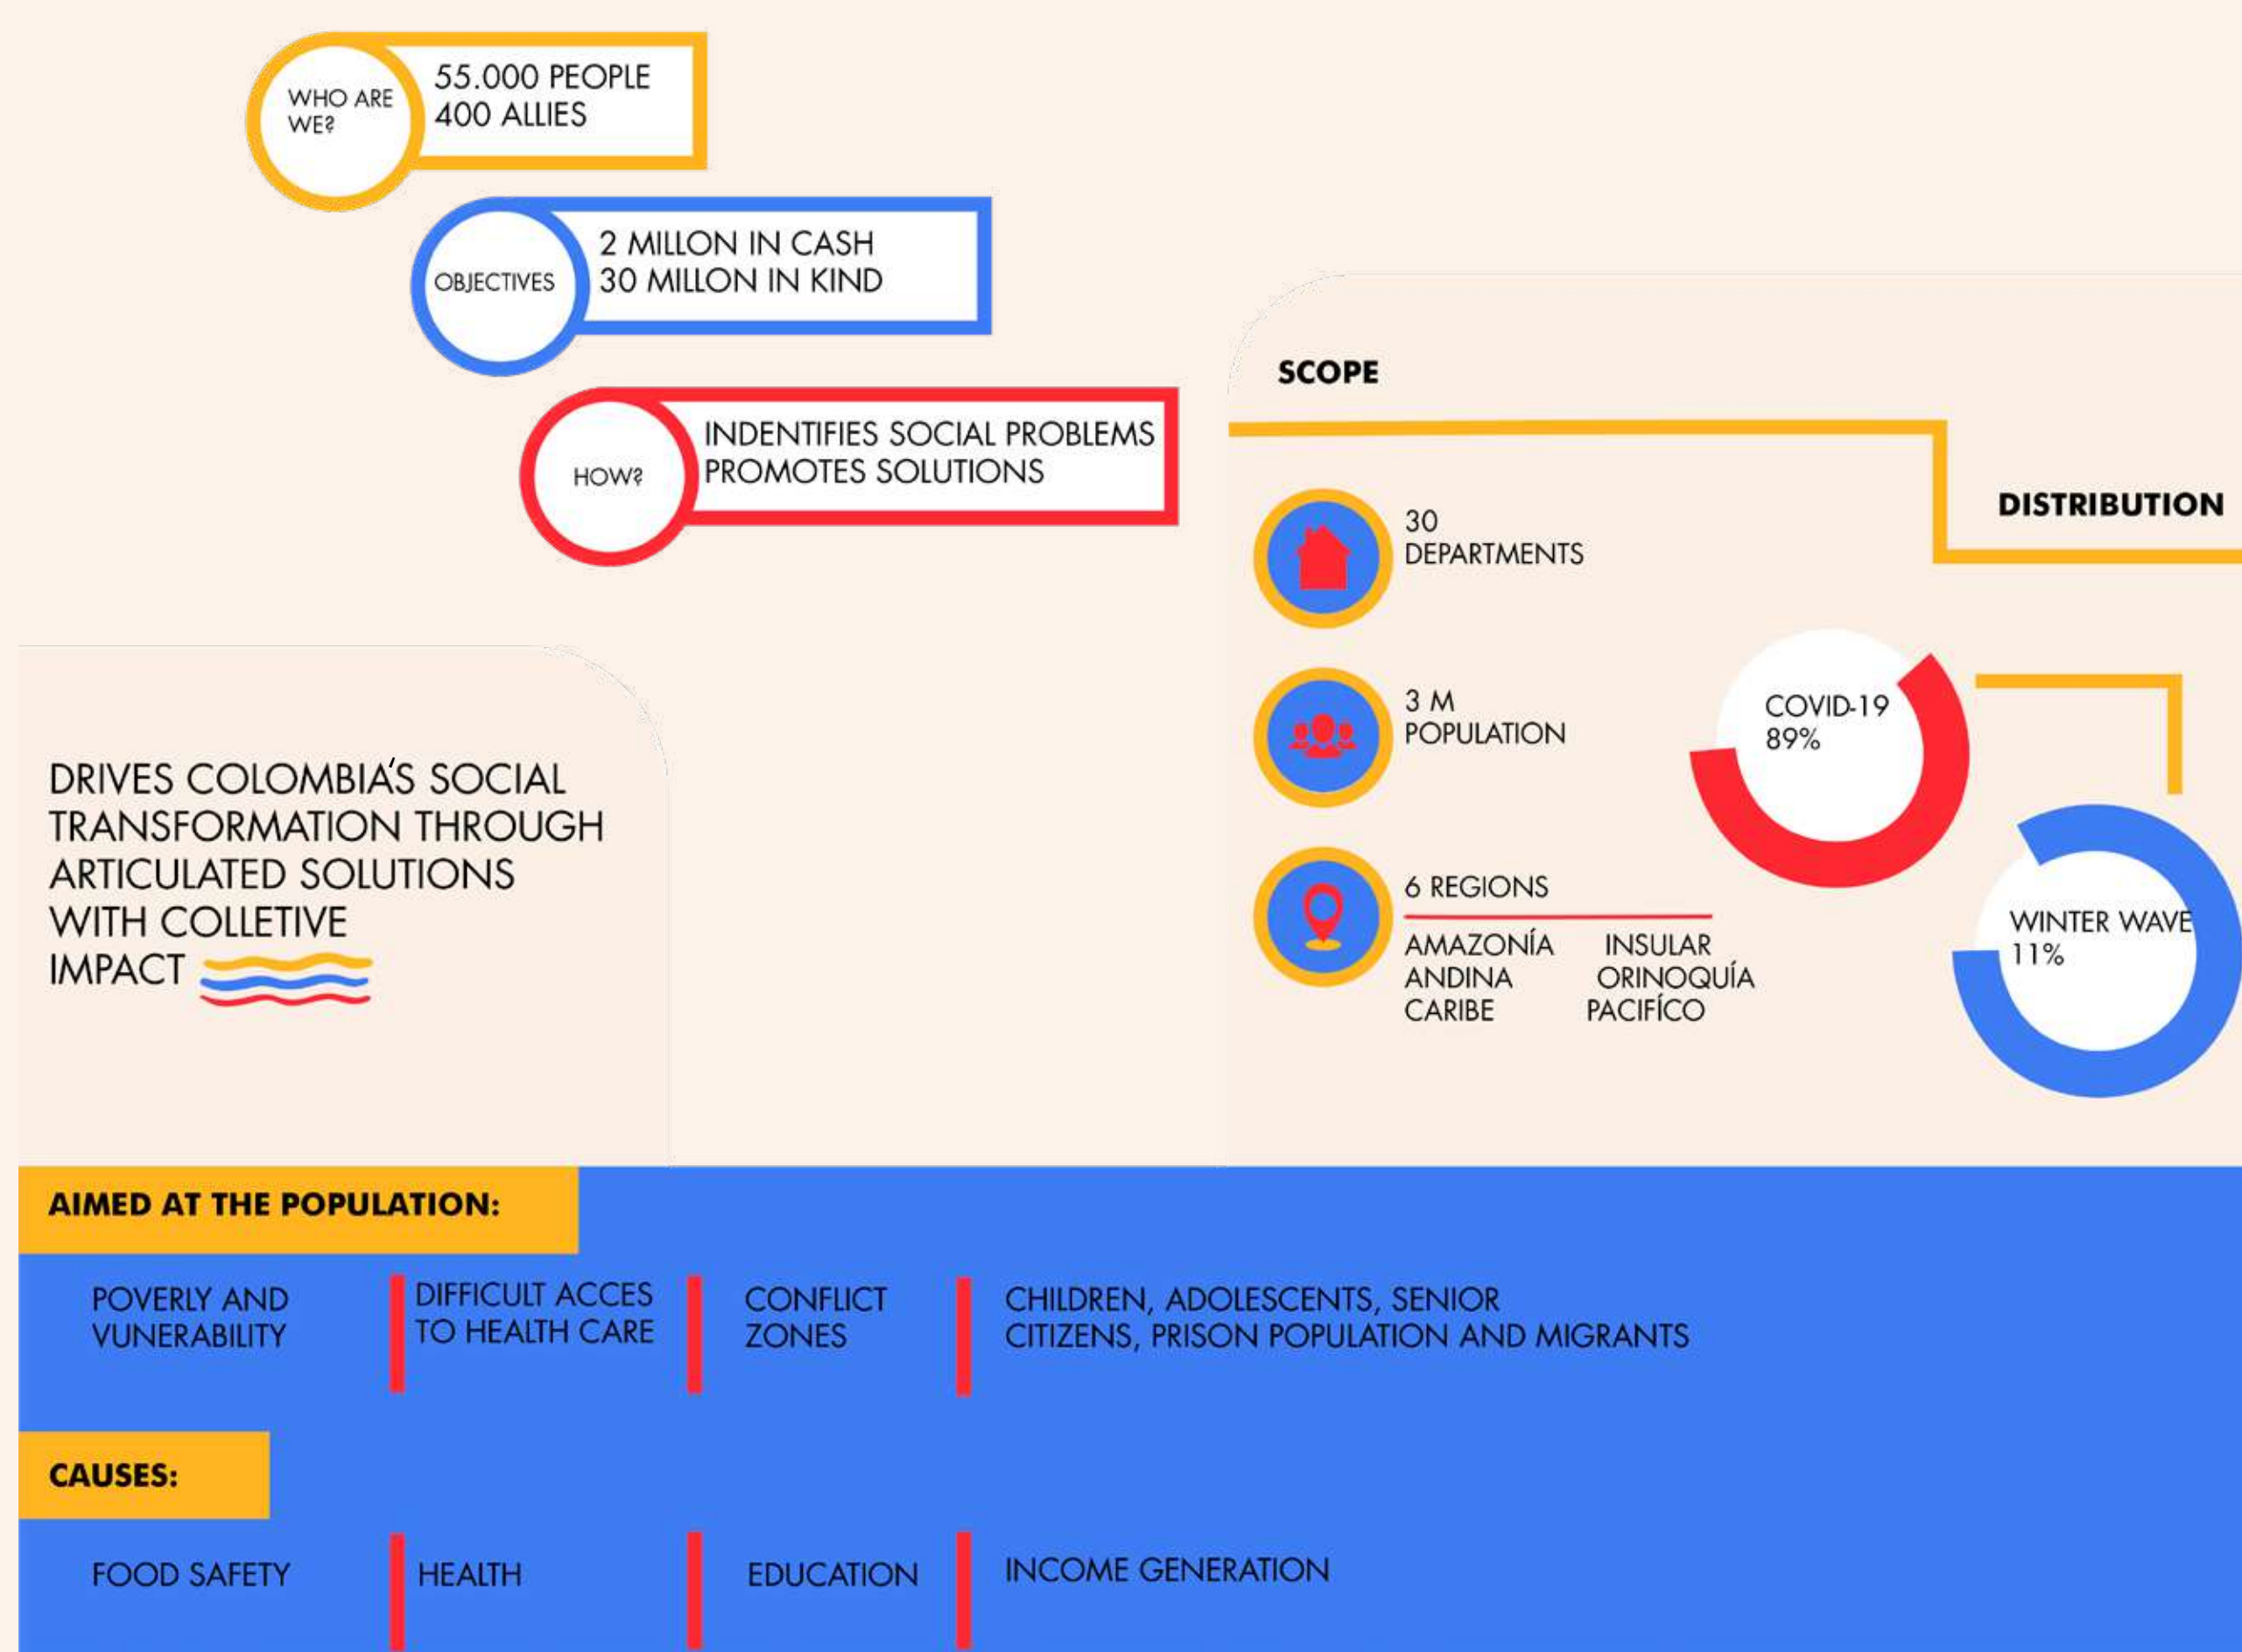 WHO ARE
WE?
55.000 PEOPLE
400 ALLIES
OBJECTIVES
2 MILLON IN CASH
30 MILLON IN KIND
HOW?
INDENTIFIES SOCIAL PROBLEMS
PROMOTES SOLUTIONS
DRIVES COLOMBIA'S SOCIAL
TRANSFORMATION THROUGH
ARTICULATED SOLUTIONS
WITH COLLETIVE
IMPACT
SCOPE
30
DEPARTMENTS
3 M
POPULATION
6 REGIONS
AMAZONÍA INSULAR
ANDINA ORINOQUÍA
CARIBE PACIFÍCO
DISTRIBUTION
COVID-19
89%
WINTER WAVE
11%
AIMED AT THE POPULATION:
POVERLY AND
VUNERABILITY
DIFFICULT ACCES
TO HEALTH CARE
CONFLICT
ZONES
CHILDREN, ADOLESCENTS, SENIOR
CITIZENS, PRISON POPULATION AND MIGRANTS
CAUSES:
FOOD SAFETY
HEALTH
EDUCATION
INCOME GENERATION